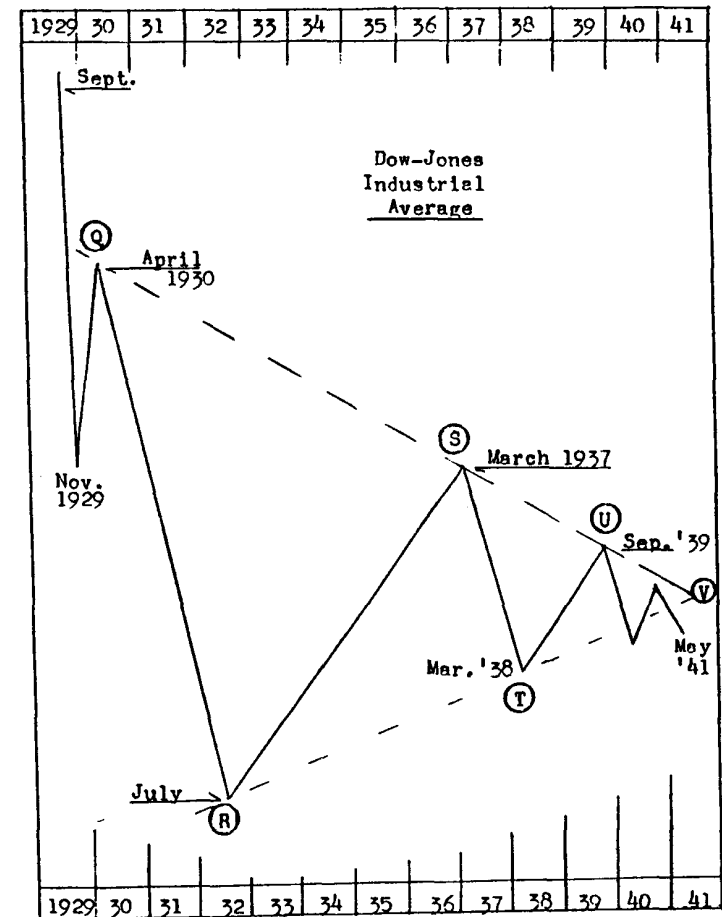 1929 30 31 32 33 34 35 36 37 38 39 40 41
Sept.
Dow-Jones
Industrial
Average
Q
April
1930
S
March 1937
Nov.
1929
U
Sep. '39
V
May
'41
Mar. '38
T
July
R
1929 30 31 32 33 34 35 36 37 38 39 40 41